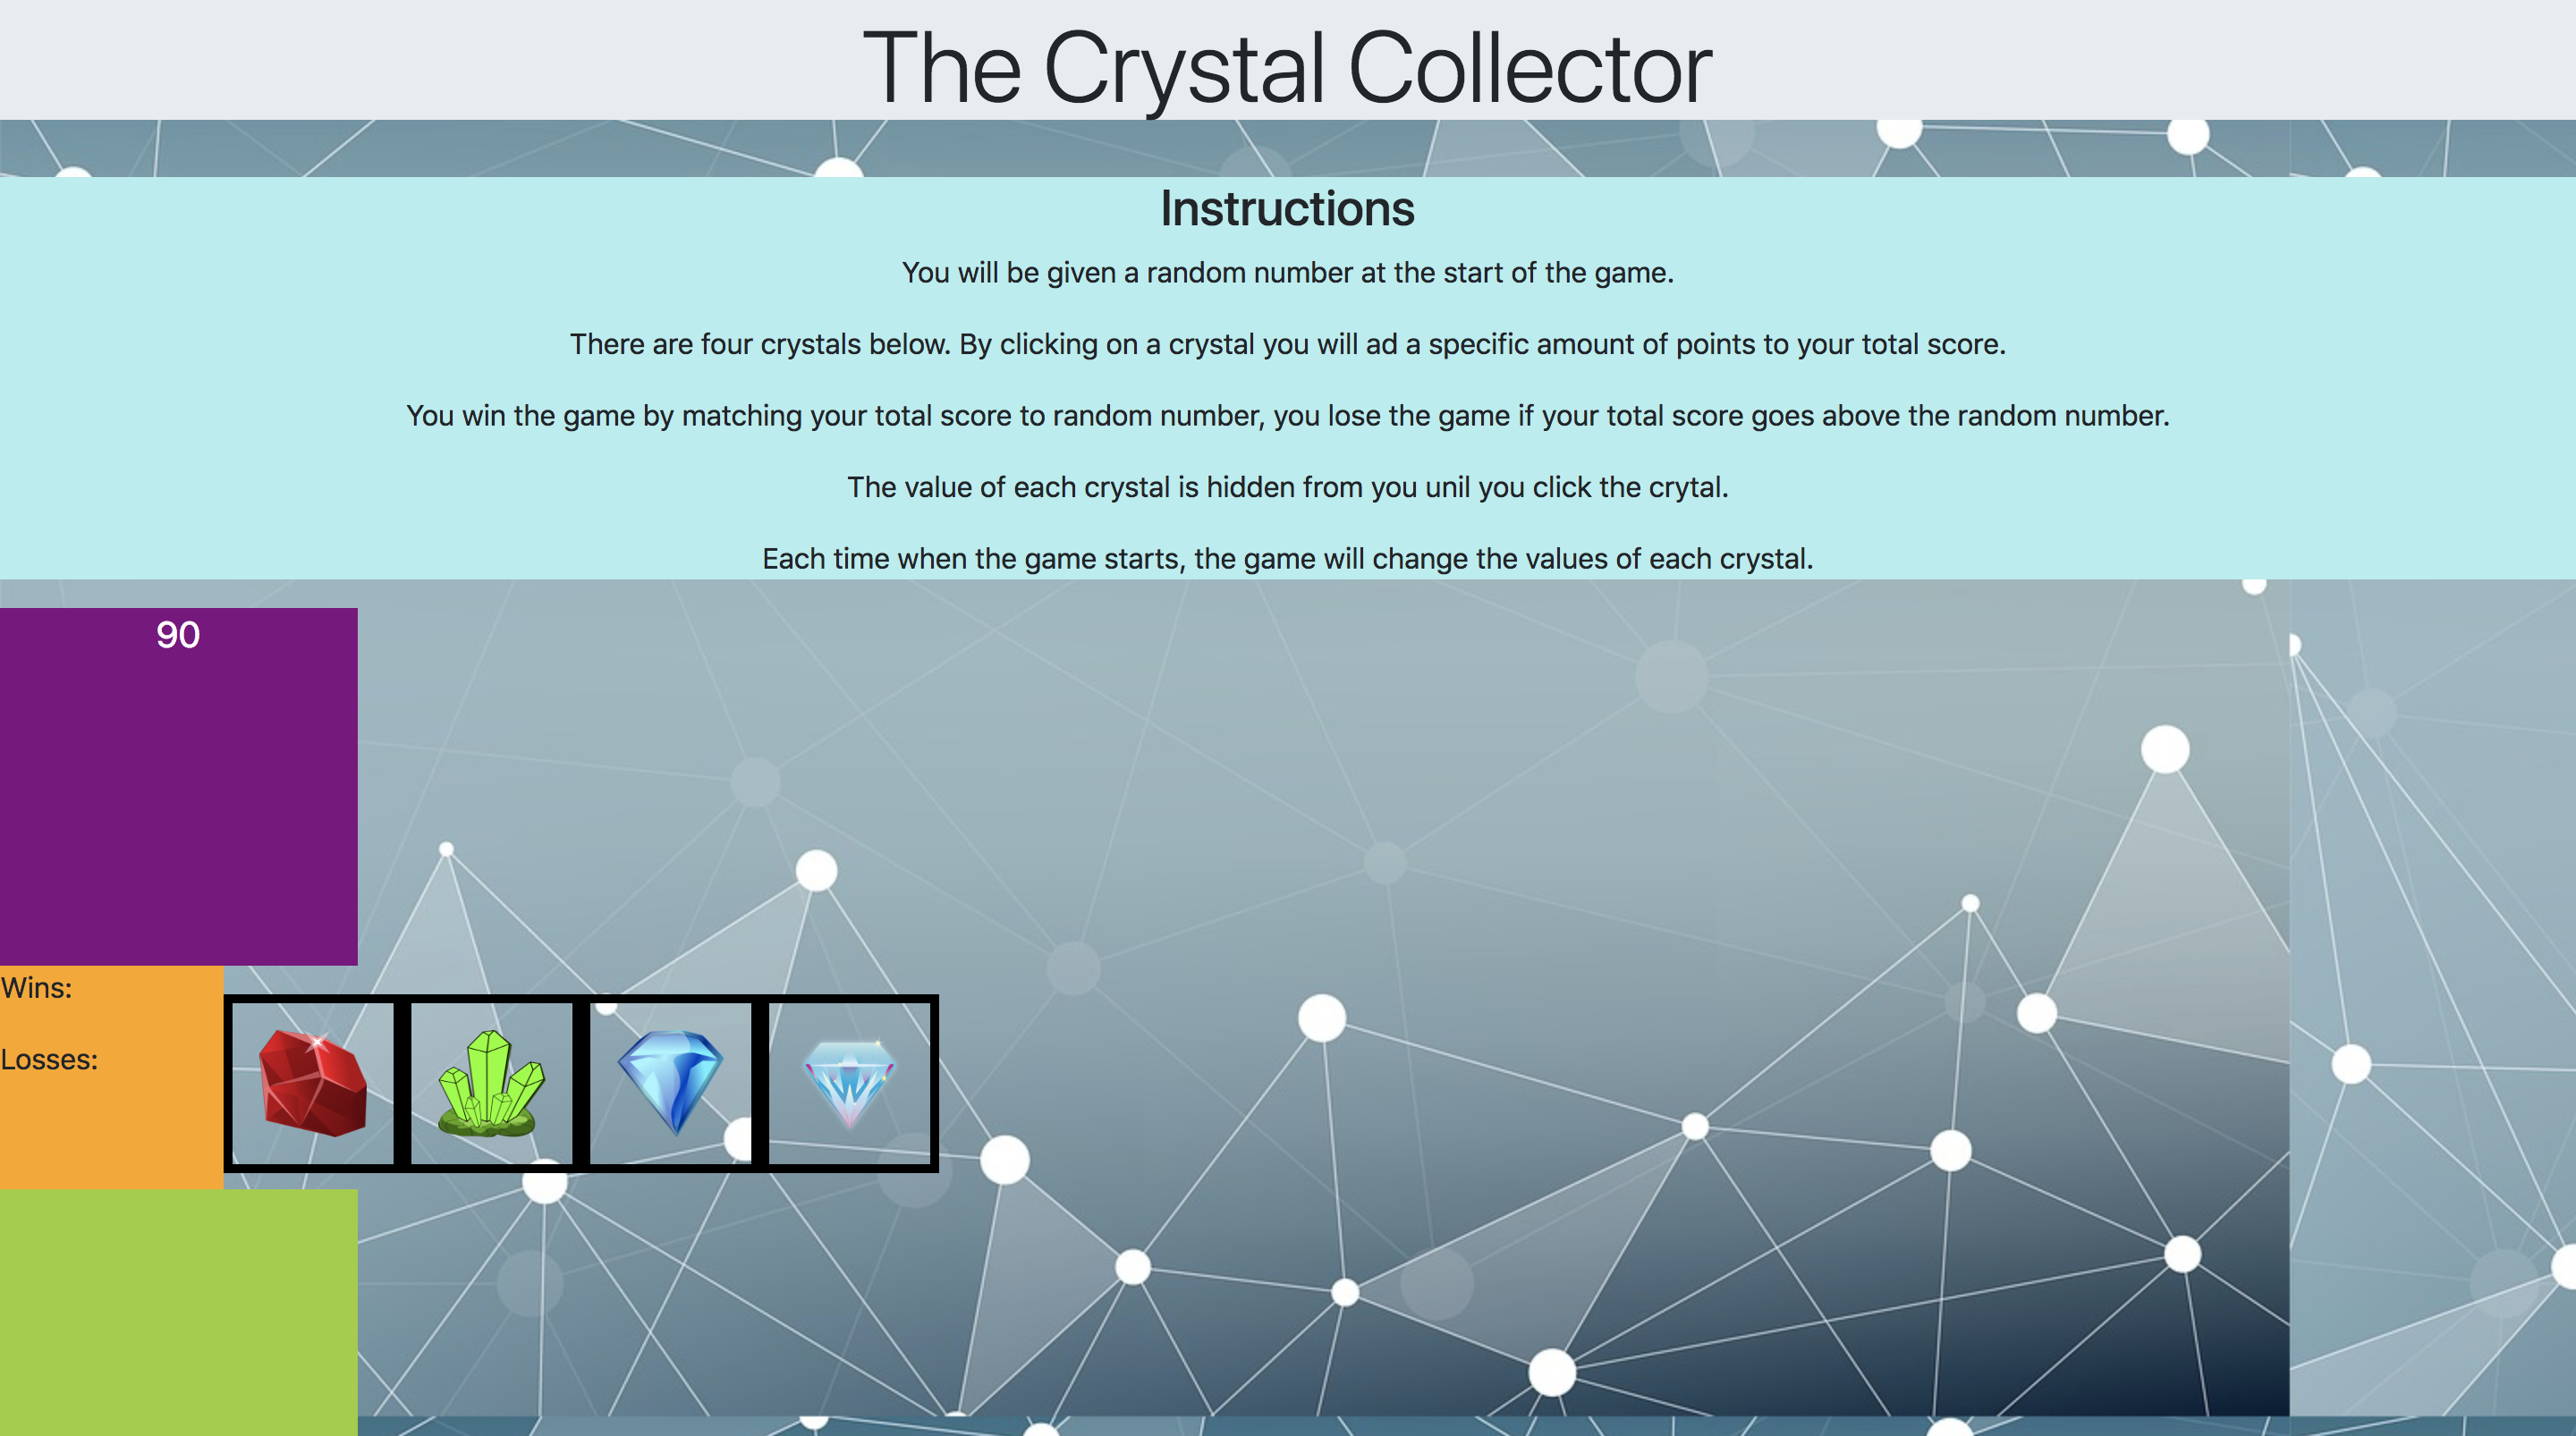 The Crystal Collector
Instructions
You will be given a random number at the start of the game.
There are four crystals below. By clicking on a crystal you will ad a specific amount of points to your total score.
You win the game by matching your total score to random number, you lose the game if your total score goes above the random number.
The value of each crystal is hidden from you unil you click the crytal.
Each time when the game starts, the game will change the values of each crystal.
90
Wins:
Losses: